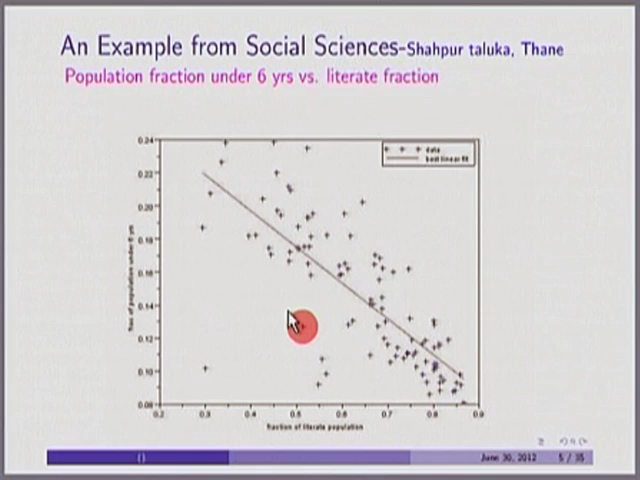 An Example from Social Sciences-Shahpur taluka, Thane
Population fraction under 6 yrs vs. literate fraction
0.24
0.22
0.20
0.18
0.16
0.14
0.12
0.10
0.08
0.2 0.3 0.4 0.5 0.6 0.7 0.8 0.9
data
best linear fit
frac of population under 6 yrs
fraction of literate population
June 30, 2012 5 / 35